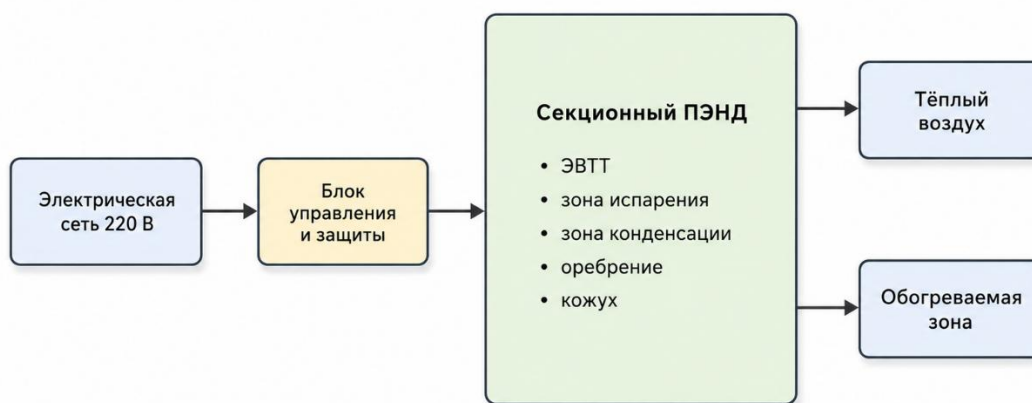 Электрическая
сеть 220 В
Блок
управления
и защиты
Секционный ПЭНД
• ЭВТТ
• зона испарения
• зона конденсации
• оребрение
• кожух
Тёплый
воздух
Обогреваемая
зона